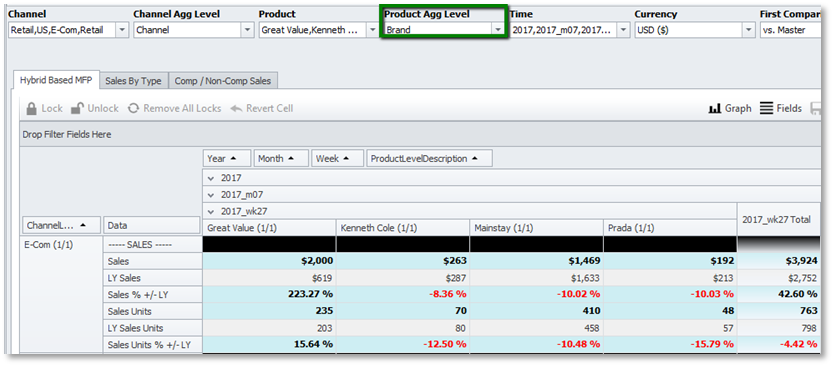 Channel Channel Agg Level Product Product Agg Level Time Currency First Compan
Retail,US,E-Com,Retail Channel Great Value,Kenneth ... Brand 2017,2017_m07,2017... USD ($) vs. Master
Hybrid Based MFP Sales By Type Comp / Non-Comp Sales
Lock Unlock Remove All Locks Revert Cell Graph Fields
Drop Filter Fields Here
Year Month Week ProductLevelDescription
2017
2017_m07
2017_wk27 2017_wk27 Total
ChannelL... Data Great Value (1/1) Kenneth Cole (1/1) Mainstay (1/1) Prada (1/1)
E-Com (1/1) ----- SALES -----
Sales $2,000 $263 $1,469 $192 $3,924
LY Sales $619 $287 $1,633 $213 $2,752
Sales % +/- LY 223.27 % -8.36 % -10.02 % -10.03 % 42.60 %
Sales Units 235 70 410 48 763
LY Sales Units 203 80 458 57 798
Sales Units % +/- LY 15.64 % -12.50 % -10.48 % -15.79 % -4.42 %